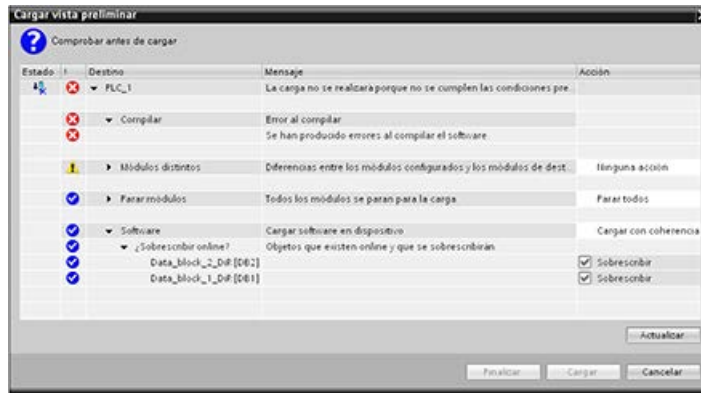 Cargar vista preliminar
Comprobar antes de cargar
Estado ! Destino Mensaje Acción
PLC_1 La carga no se realizará porque no se cumplen las condiciones pre...
Compilar Error al compilar
Se han producido errores al compilar el software
Módulos distintos Diferencias entre los módulos configurados y los módulos de dest... Ninguna acción
Parar módulos Todos los módulos se paran para la carga Parar todos
Software Cargar software en dispositivo Cargar con coherencia
¿Sobrescribir online? Objetos que existen online y que se sobrescribirán
Data_block_2_Dif [DB2] Sobrescribir
Data_block_1_Dif [DB1] Sobrescribir
Actualizar
Finalizar Cargar Cancelar